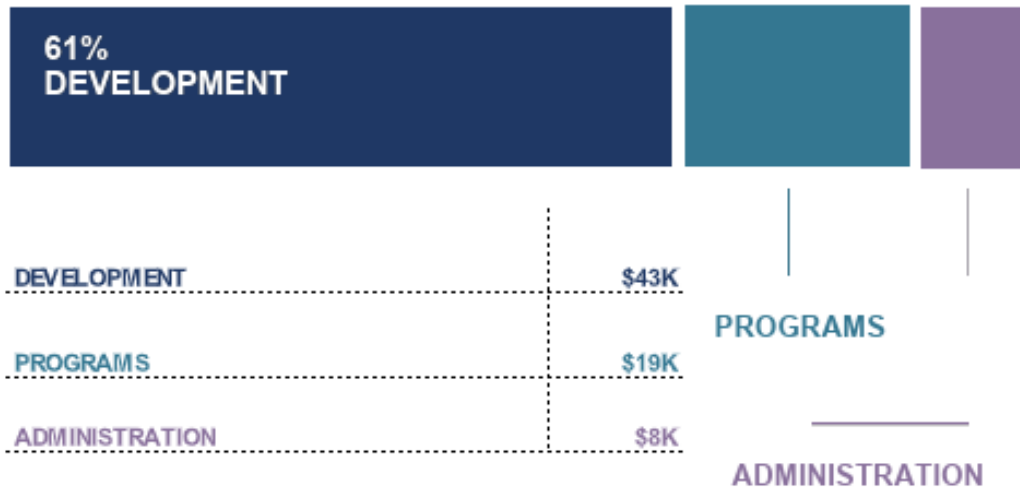 61%
DEVELOPMENT
DEVELOPMENT $43K
PROGRAMS $19K
ADMINISTRATION $8K
PROGRAMS
ADMINISTRATION